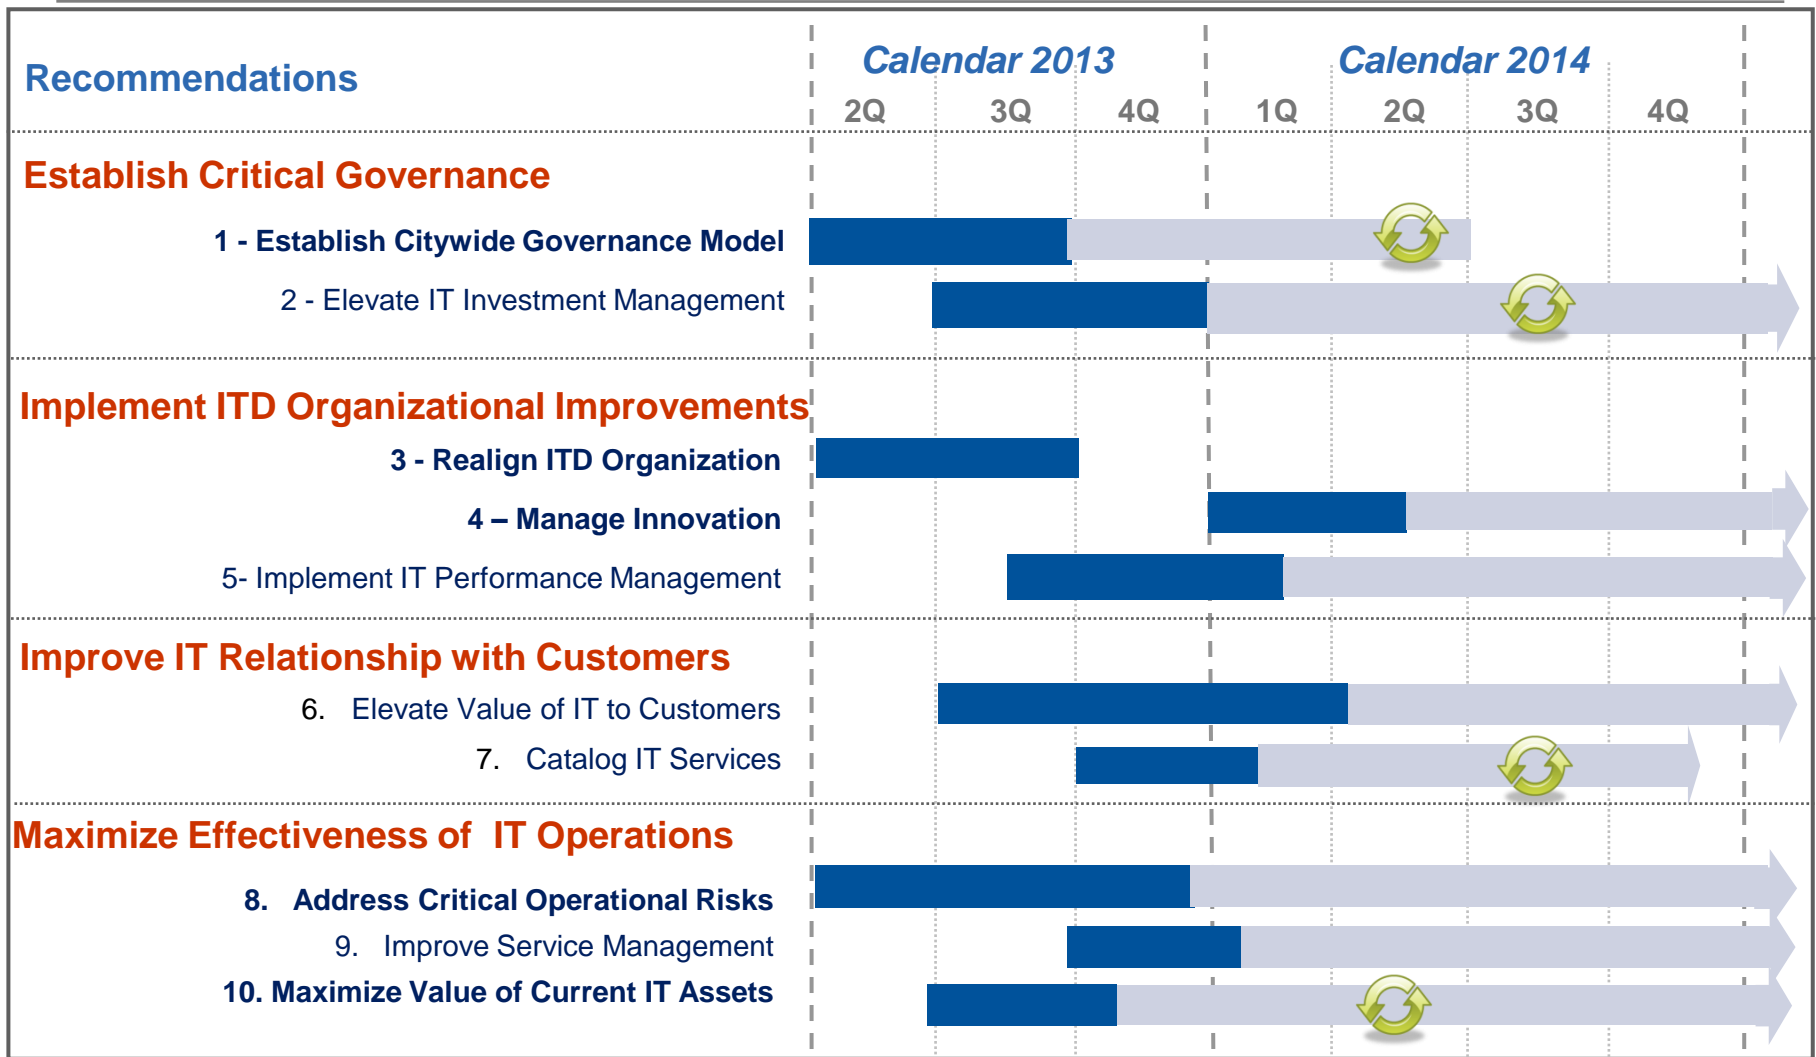 Recommendations
Calendar 2013
Calendar 2014
2Q 3Q 4Q 1Q 2Q 3Q 4Q
Establish Critical Governance
1 - Establish Citywide Governance Model
2 - Elevate IT Investment Management
Implement ITD Organizational Improvements
3 - Realign ITD Organization
4 – Manage Innovation
5- Implement IT Performance Management
Improve IT Relationship with Customers
6. Elevate Value of IT to Customers
7. Catalog IT Services
Maximize Effectiveness of IT Operations
8. Address Critical Operational Risks
9. Improve Service Management
10. Maximize Value of Current IT Assets